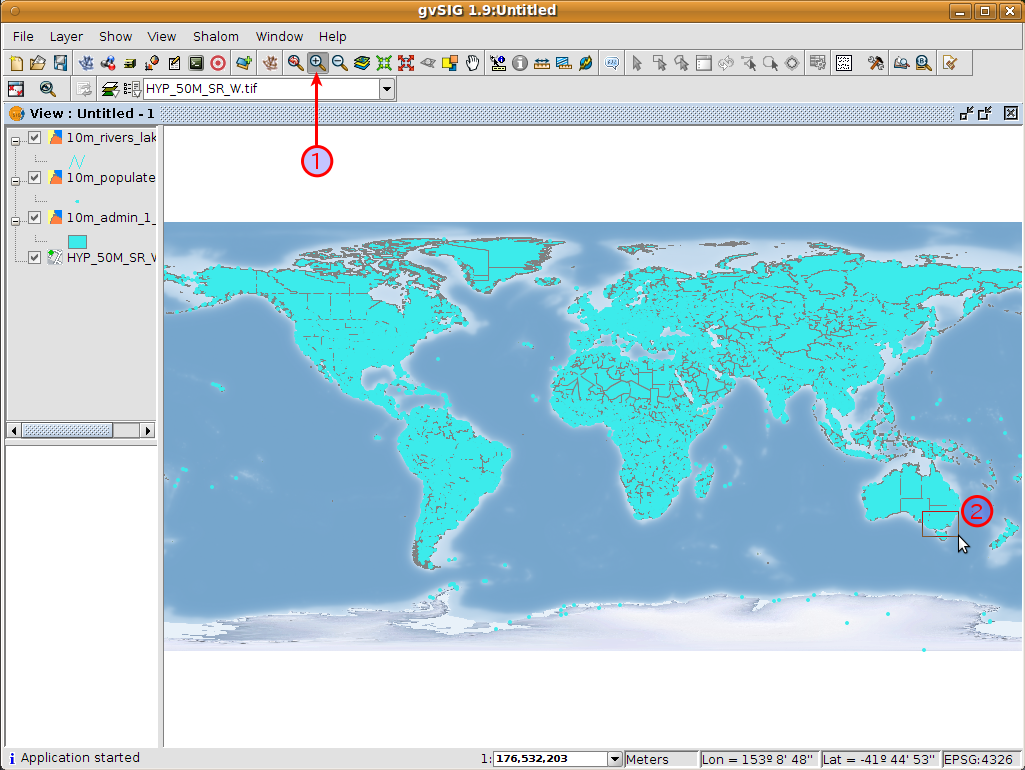 gvSIG 1.9:Untitled
File Layer Show View Shalom Window Help
HYP_50M_SR_W.tif
View : Untitled - 1
10m_rivers_lak
10m_populate
10m_admin_1_
HYP_50M_SR_W
1
2
Application started
1: 176,532,203 Meters Lon = 153º 8' 48" Lat = -41º 44' 53" EPSG:4326